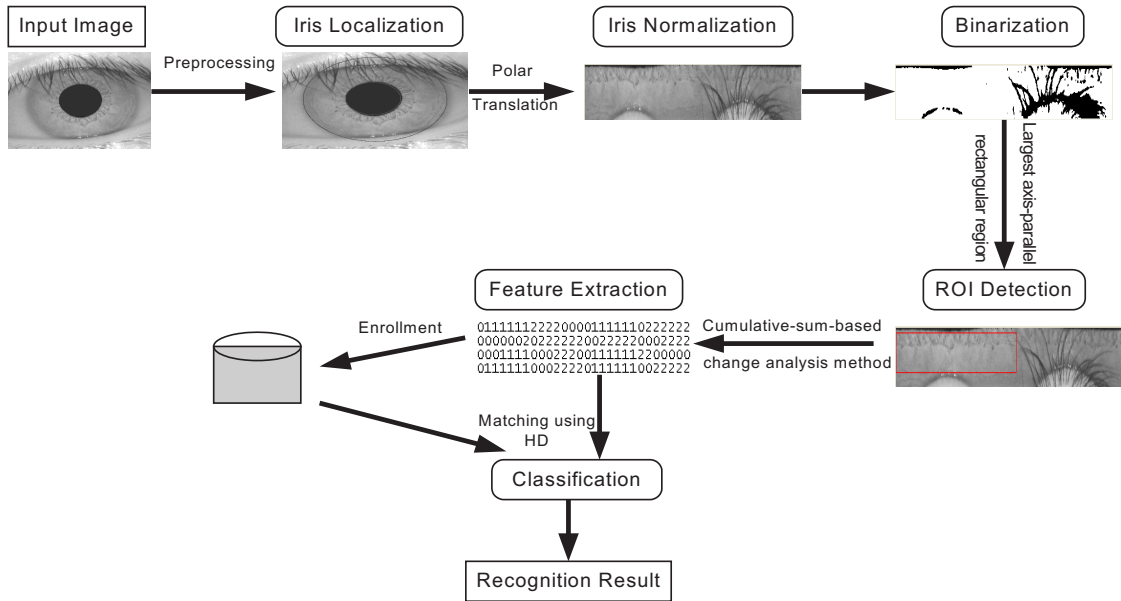 Input Image
Iris Localization
Iris Normalization
Binarization
Preprocessing
Polar
Translation
Largest axis-parallel
rectangular region
ROI Detection
Feature Extraction
Cumulative-sum-based
change analysis method
0111111222200001111110222222
0000002022222200222220002222
0001111000222000111112200000
0111111000222201111110022222
Enrollment
Matching using
HD
Classification
Recognition Result